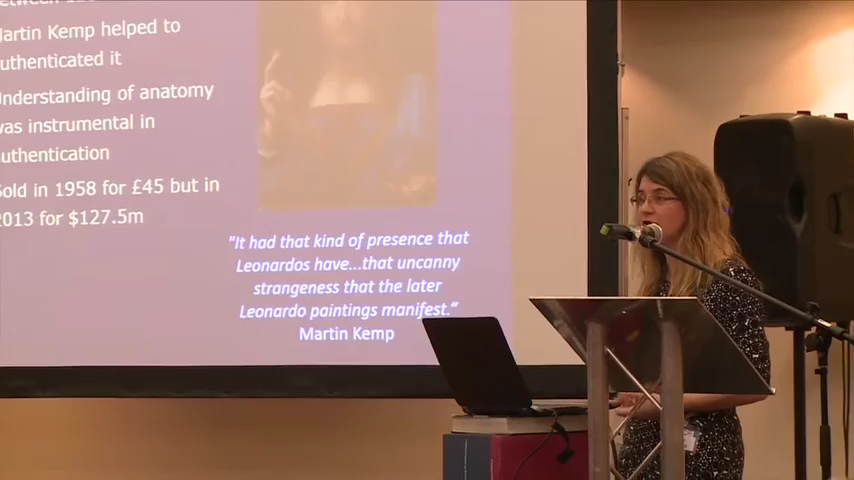 Martin Kemp helped to
authenticated it
Understanding of anatomy
was instrumental in
authentication
Sold in 1958 for £45 but in
2013 for $127.5m
"It had that kind of presence that
Leonardos have...that uncanny
strangeness that the later
Leonardo paintings manifest."
Martin Kemp